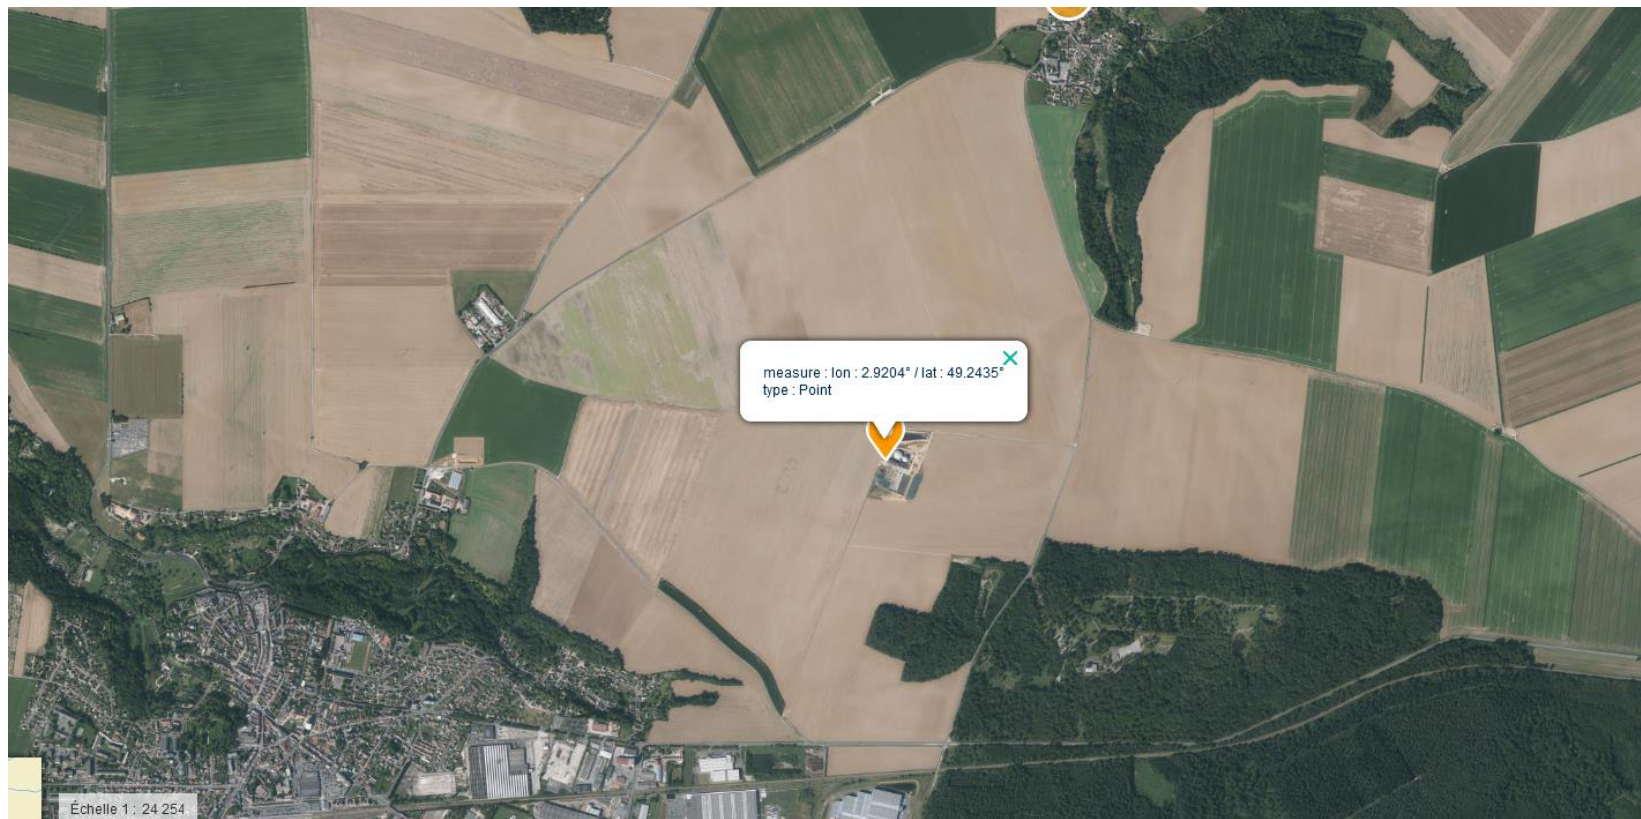 measure : lon : 2.9204° / lat : 49.2435°
type : Point
Échelle 1 : 24 254